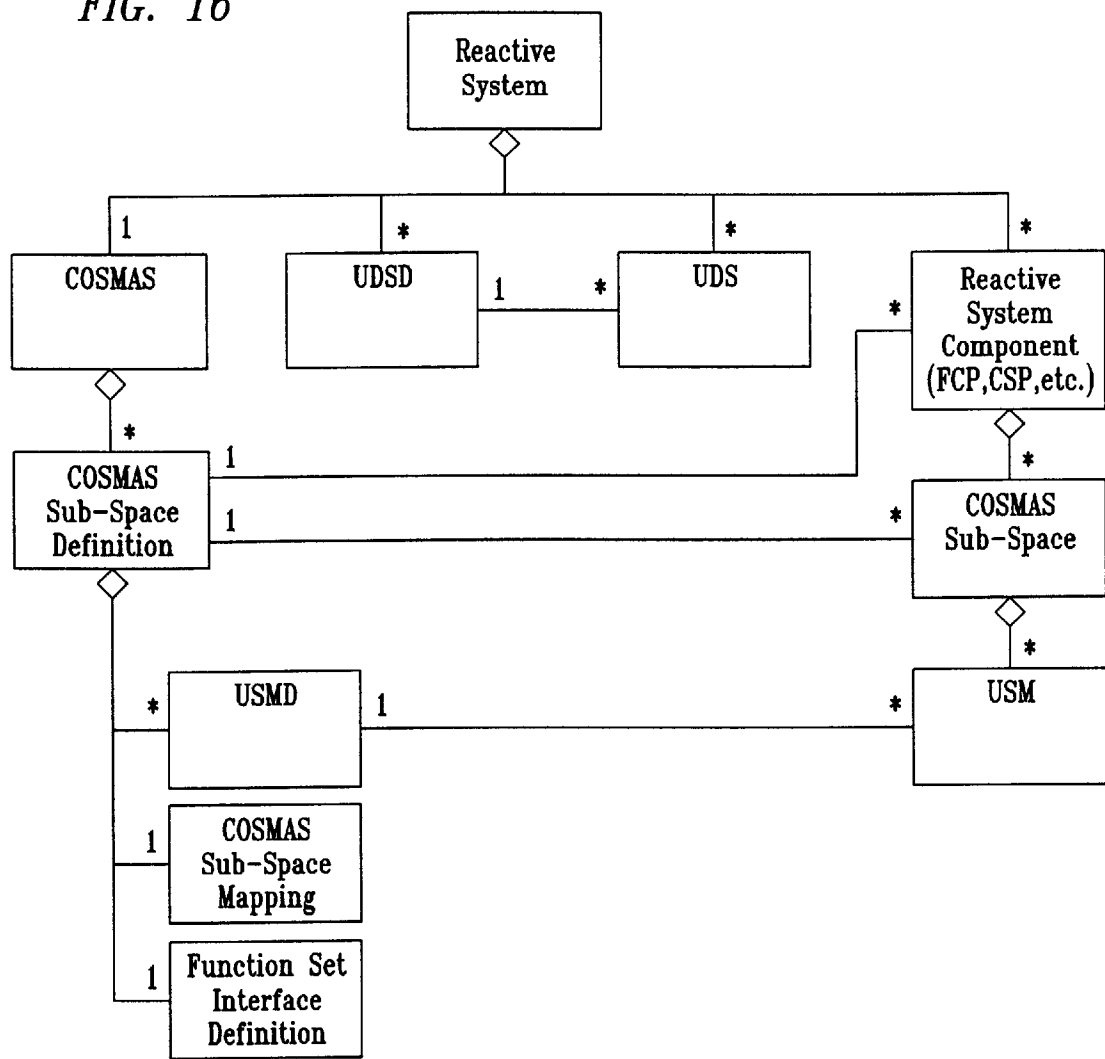 FIG. 16
Reactive
System
1
*
*
*
COSMAS
UDSD
1
*
UDS
*
Reactive
System
Component
(FCP,CSP,etc.)
*
*
COSMAS
Sub-Space
Definition
1
1
*
COSMAS
Sub-Space
*
*
USMD
1
*
USM
1
COSMAS
Sub-Space
Mapping
1
Function Set
Interface
Definition